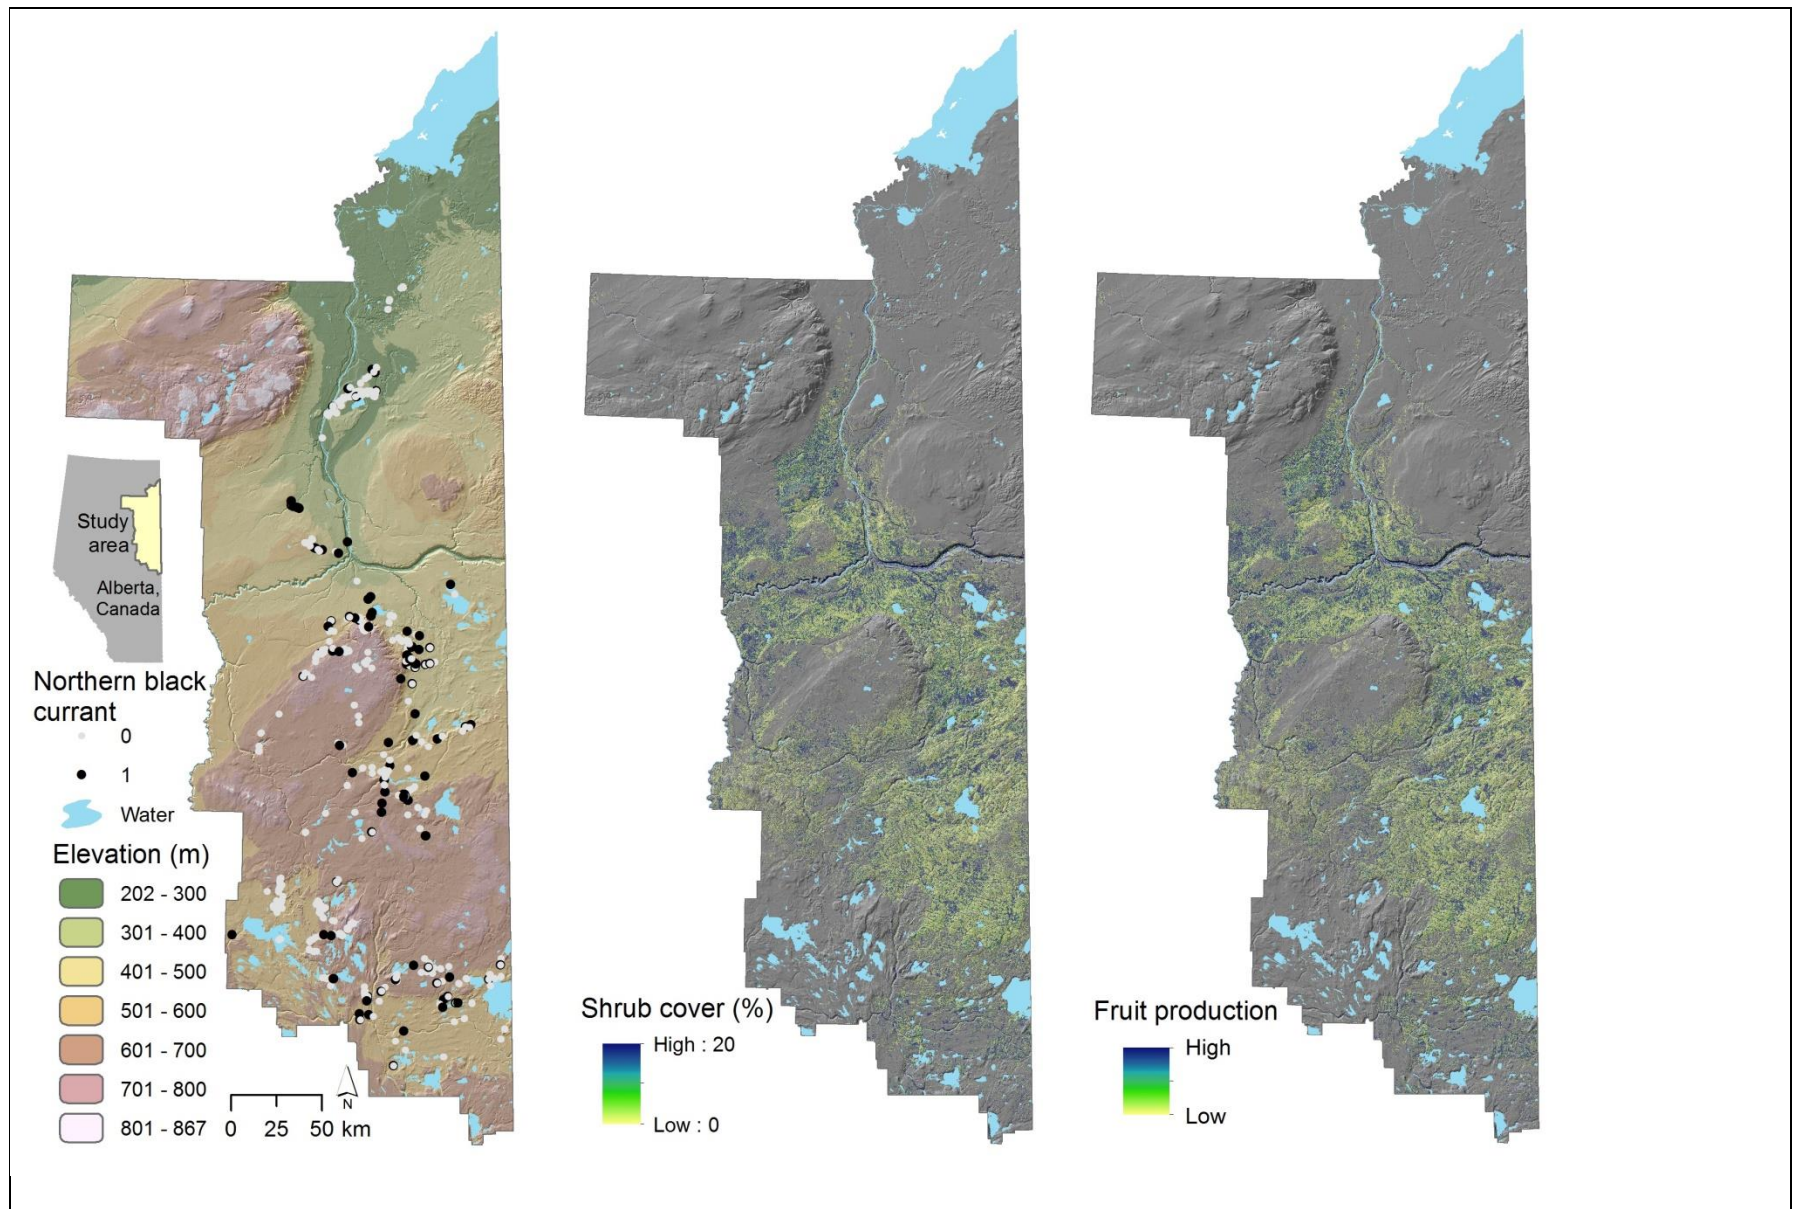 Study
area
Alberta,
Canada
Northern black
currant
0
1
Water
Elevation (m)
202 - 300
301 - 400
401 - 500
501 - 600
601 - 700
701 - 800
801 - 867
N
0 25 50 km
Shrub cover (%)
High : 20
Low : 0
Fruit production
High
Low